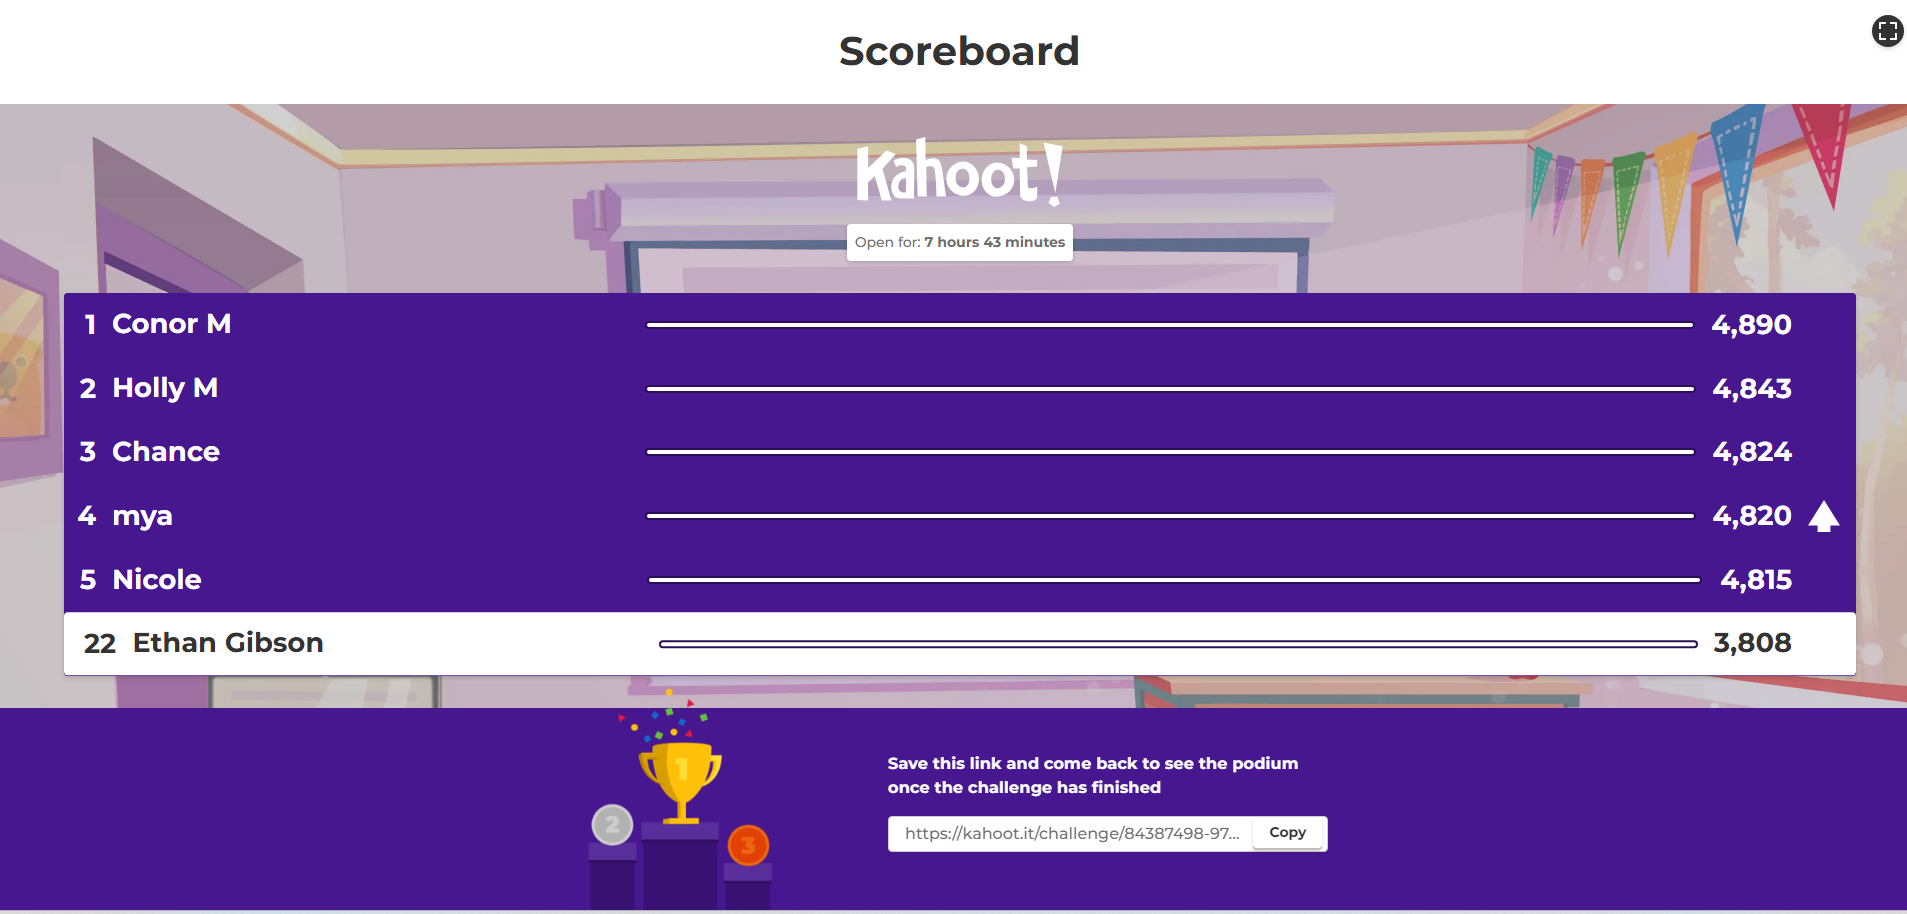 Scoreboard
Kahoot!
Open for: 7 hours 43 minutes
1 Conor M 4,890
2 Holly M 4,843
3 Chance 4,824
4 mya 4,820
5 Nicole 4,815
22 Ethan Gibson 3,808
1
2
3
Save this link and come back to see the podium
once the challenge has finished
https://kahoot.it/challenge/84387498-97... Copy